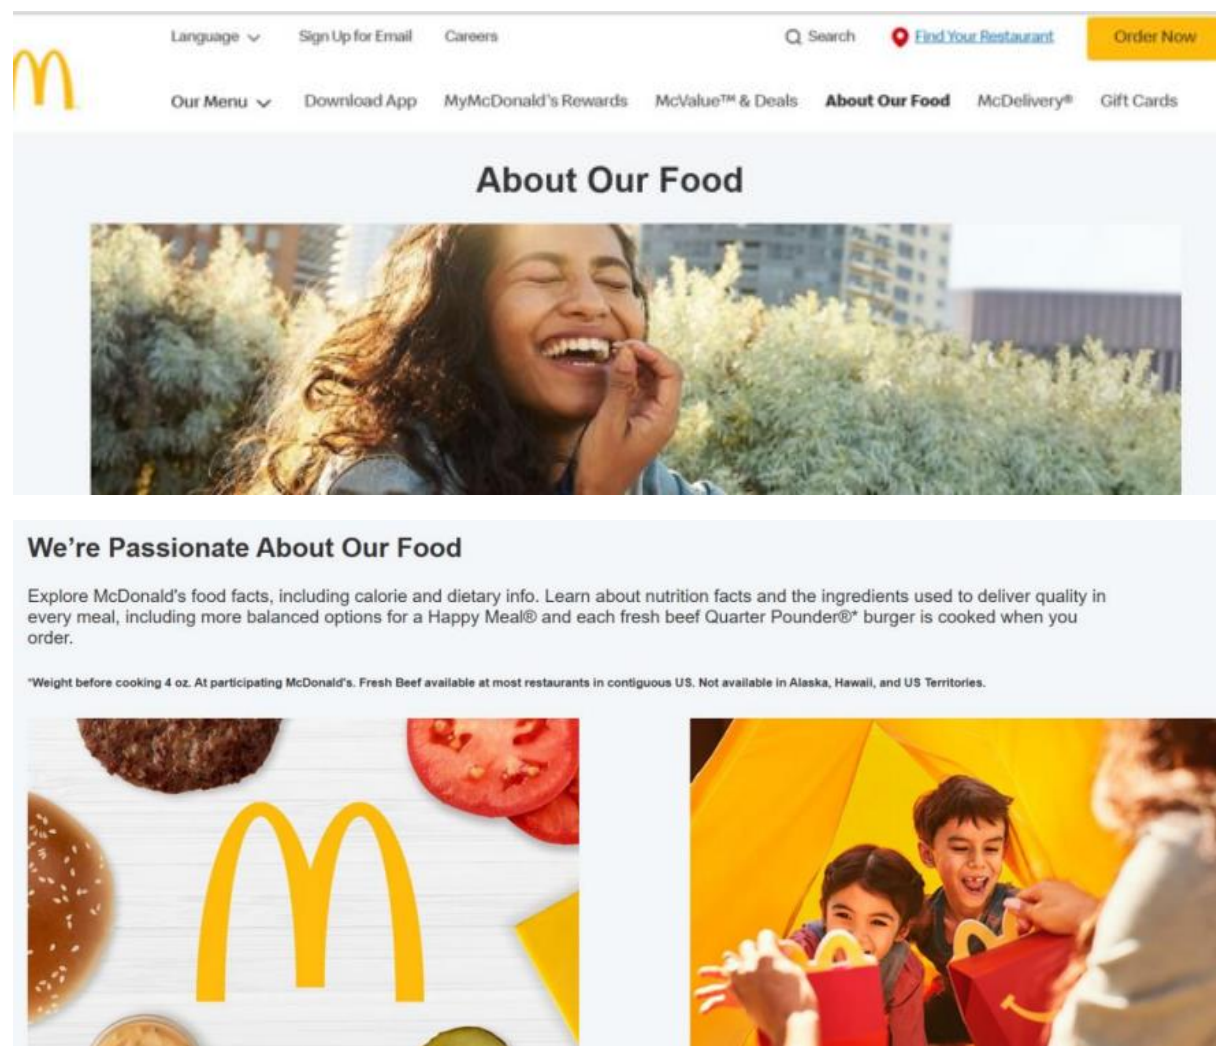 Language
Sign Up for Email
Careers
Search
Find Your Restaurant
Order Now
Our Menu
Download App
MyMcDonald's Rewards
McValue™ & Deals
About Our Food
McDelivery®
Gift Cards
About Our Food
We're Passionate About Our Food
Explore McDonald's food facts, including calorie and dietary info. Learn about nutrition facts and the ingredients used to deliver quality in
every meal, including more balanced options for a Happy Meal® and each fresh beef Quarter Pounder®* burger is cooked when you
order.
*Weight before cooking 4 oz. At participating McDonald's. Fresh Beef available at most restaurants in contiguous US. Not available in Alaska, Hawaii, and US Territories.